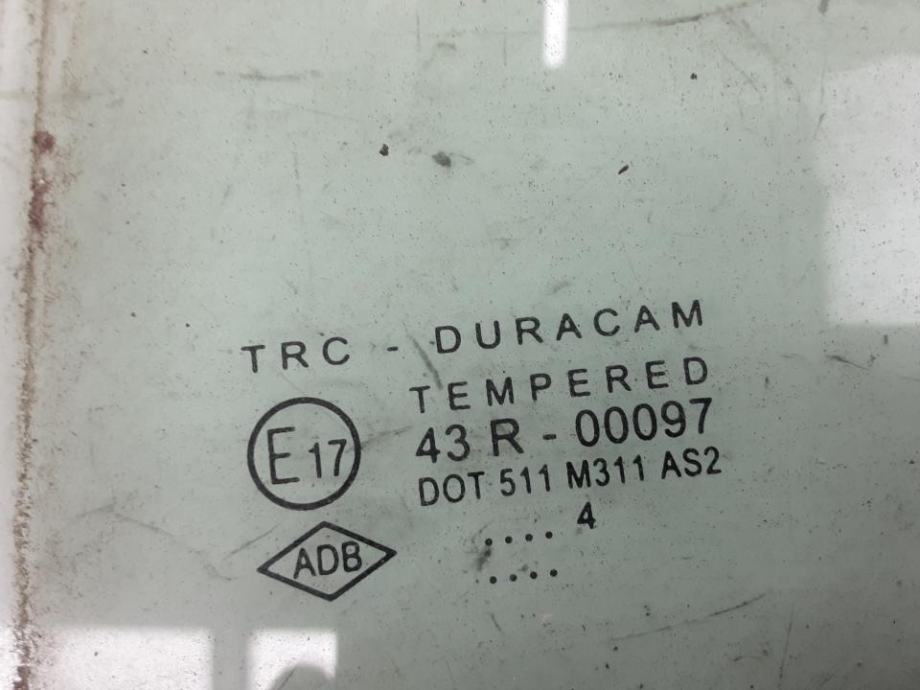 TRC - DURACAM
TEMPERED
E17
43 R - 00097
DOT 511 M311 AS2
.... 4
ADB
....